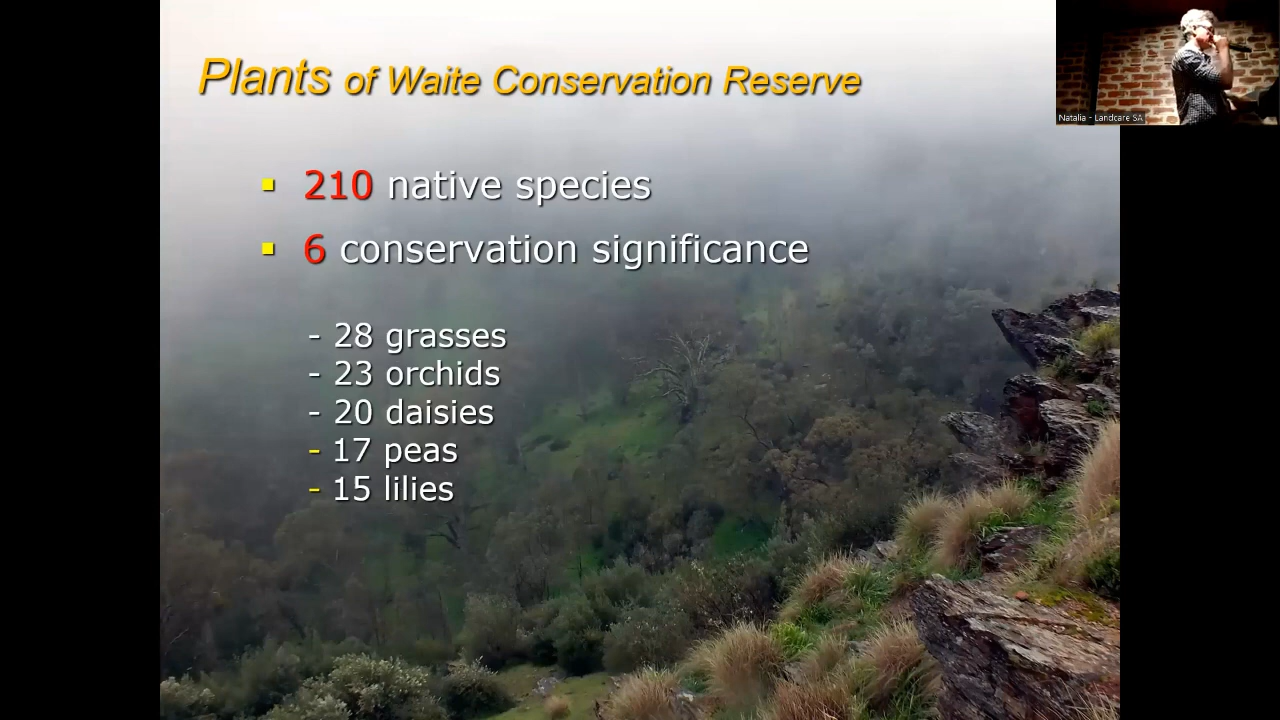 Plants of Waite Conservation Reserve
Natalia - Landcare SA
▪ 210 native species
▪ 6 conservation significance
- 28 grasses
- 23 orchids
- 20 daisies
- 17 peas
- 15 lilies